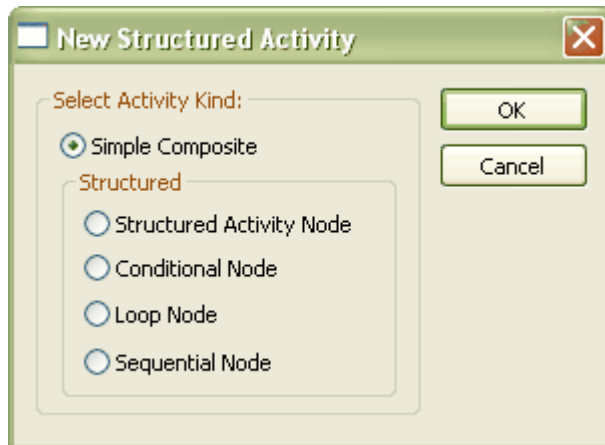 New Structured Activity
Select Activity Kind:
OK
Simple Composite
Cancel
Structured
Structured Activity Node
Conditional Node
Loop Node
Sequential Node